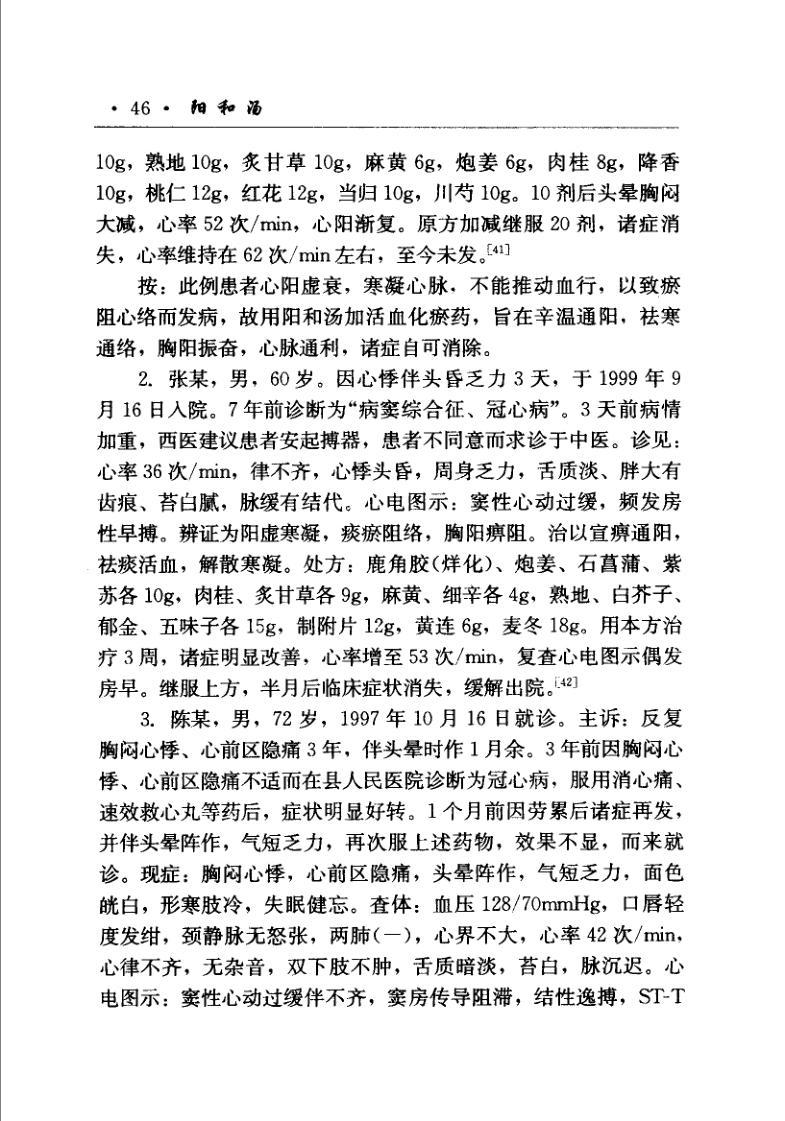 · 46 · 阳和汤
10g，熟地 10g，炙甘草 10g，麻黄 6g，炮姜 6g，肉桂 8g，降香
10g，桃仁 12g，红花 12g，当归 10g，川芍 10g。10 剂后头晕胸闷
大减，心率 52 次/min，心阳渐复。原方加减继服 20 剂，诸症消
失，心率维持在 62 次/min 左右，至今未发。[41]
按：此例患者心阳虚衰，寒凝心脉，不能推动血行，以致瘀
阻心络而发病，故用阳和汤加活血化瘀药，旨在辛温通阳，祛寒
通络，胸阳振奋，心脉通利，诸症自可消除。
2. 张某，男，60 岁。因心悸伴头昏乏力 3 天，于 1999 年 9
月 16 日入院。7 年前诊断为“病窦综合征、冠心病”。3 天前病情
加重，西医建议患者安起搏器，患者不同意而求诊于中医。诊见：
心率 36 次/min，律不齐，心悸头昏，周身乏力，舌质淡、胖大有
齿痕、苔白腻，脉缓有结代。心电图示：窦性心动过缓，频发房
性早搏。辨证为阳虚寒凝，痰瘀阻络，胸阳痹阻。治以宣痹通阳，
祛痰活血，解散寒凝。处方：鹿角胶（烊化）、炮姜、石菖蒲、紫
苏各 10g，肉桂、炙甘草各 9g，麻黄、细辛各 4g，熟地、白芥子、
郁金、五味子各 15g，制附片 12g，黄连 6g，麦冬 18g。用本方治
疗 3 周，诸症明显改善，心率增至 53 次/min，复查心电图示偶发
房早。继服上方，半月后临床症状消失，缓解出院。[42]
3. 陈某，男，72 岁，1997 年 10 月 16 日就诊。主诉：反复
胸闷心悸、心前区隐痛 3 年，伴头晕时作 1 月余。3 年前因胸闷心
悸、心前区隐痛不适而在县人民医院诊断为冠心病，服用消心痛、
速效救心丸等药后，症状明显好转。1 个月前因劳累后诸症再发，
并伴头晕阵作，气短乏力，再次服上述药物，效果不显，而来就
诊。现症：胸闷心悸，心前区隐痛，头晕阵作，气短乏力，面色
㿠白，形寒肢冷，失眠健忘。查体：血压 128/70mmHg，口唇轻
度发绀，颈静脉无怒张，两肺（一），心界不大，心率 42 次/min，
心律不齐，无杂音，双下肢不肿，舌质暗淡，苔白，脉沉迟。心
电图示：窦性心动过缓伴不齐，窦房传导阻滞，结性逸搏，ST-T